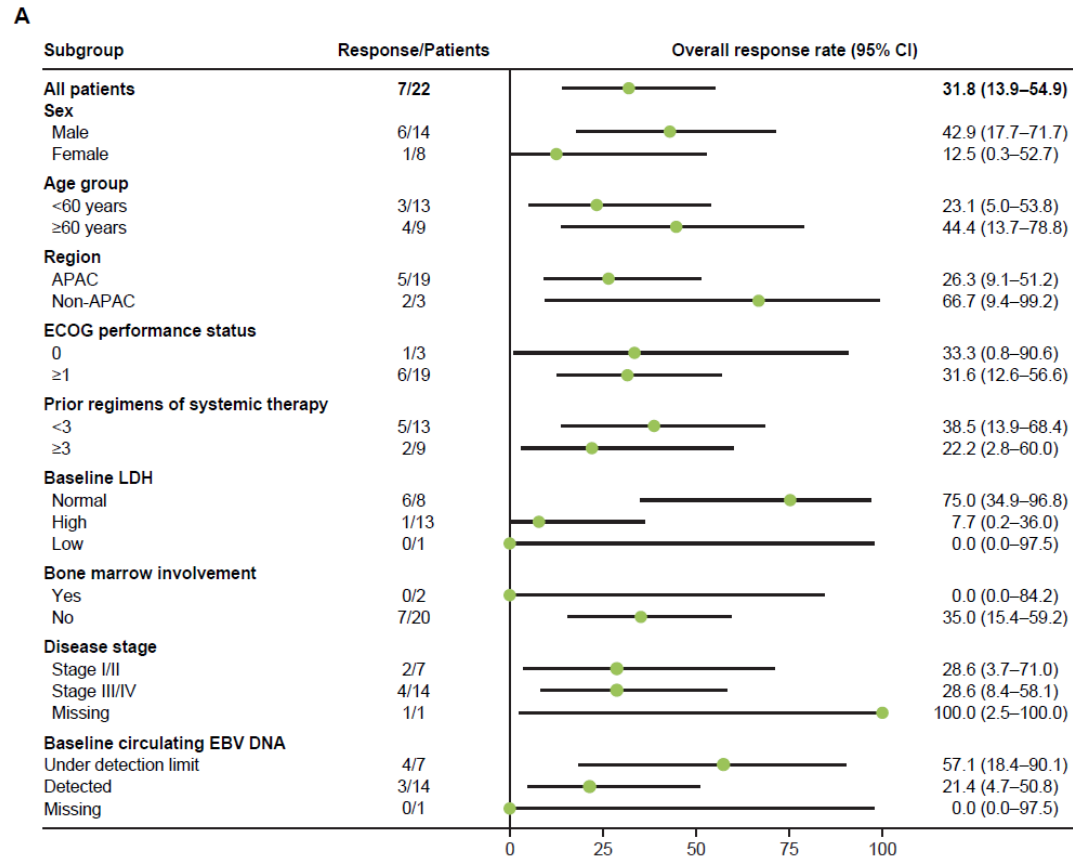 A
Subgroup Response/Patients Overall response rate (95% CI)
All patients 7/22 31.8 (13.9–54.9)
Sex
Male 6/14 42.9 (17.7–71.7)
Female 1/8 12.5 (0.3–52.7)
Age group
<60 years 3/13 23.1 (5.0–53.8)
≥60 years 4/9 44.4 (13.7–78.8)
Region
APAC 5/19 26.3 (9.1–51.2)
Non-APAC 2/3 66.7 (9.4–99.2)
ECOG performance status
0 1/3 33.3 (0.8–90.6)
≥1 6/19 31.6 (12.6–56.6)
Prior regimens of systemic therapy
<3 5/13 38.5 (13.9–68.4)
≥3 2/9 22.2 (2.8–60.0)
Baseline LDH
Normal 6/8 75.0 (34.9–96.8)
High 1/13 7.7 (0.2–36.0)
Low 0/1 0.0 (0.0–97.5)
Bone marrow involvement
Yes 0/2 0.0 (0.0–84.2)
No 7/20 35.0 (15.4–59.2)
Disease stage
Stage I/II 2/7 28.6 (3.7–71.0)
Stage III/IV 4/14 28.6 (8.4–58.1)
Missing 1/1 100.0 (2.5–100.0)
Baseline circulating EBV DNA
Under detection limit 4/7 57.1 (18.4–90.1)
Detected 3/14 21.4 (4.7–50.8)
Missing 0/1 0.0 (0.0–97.5)
0 25 50 75 100